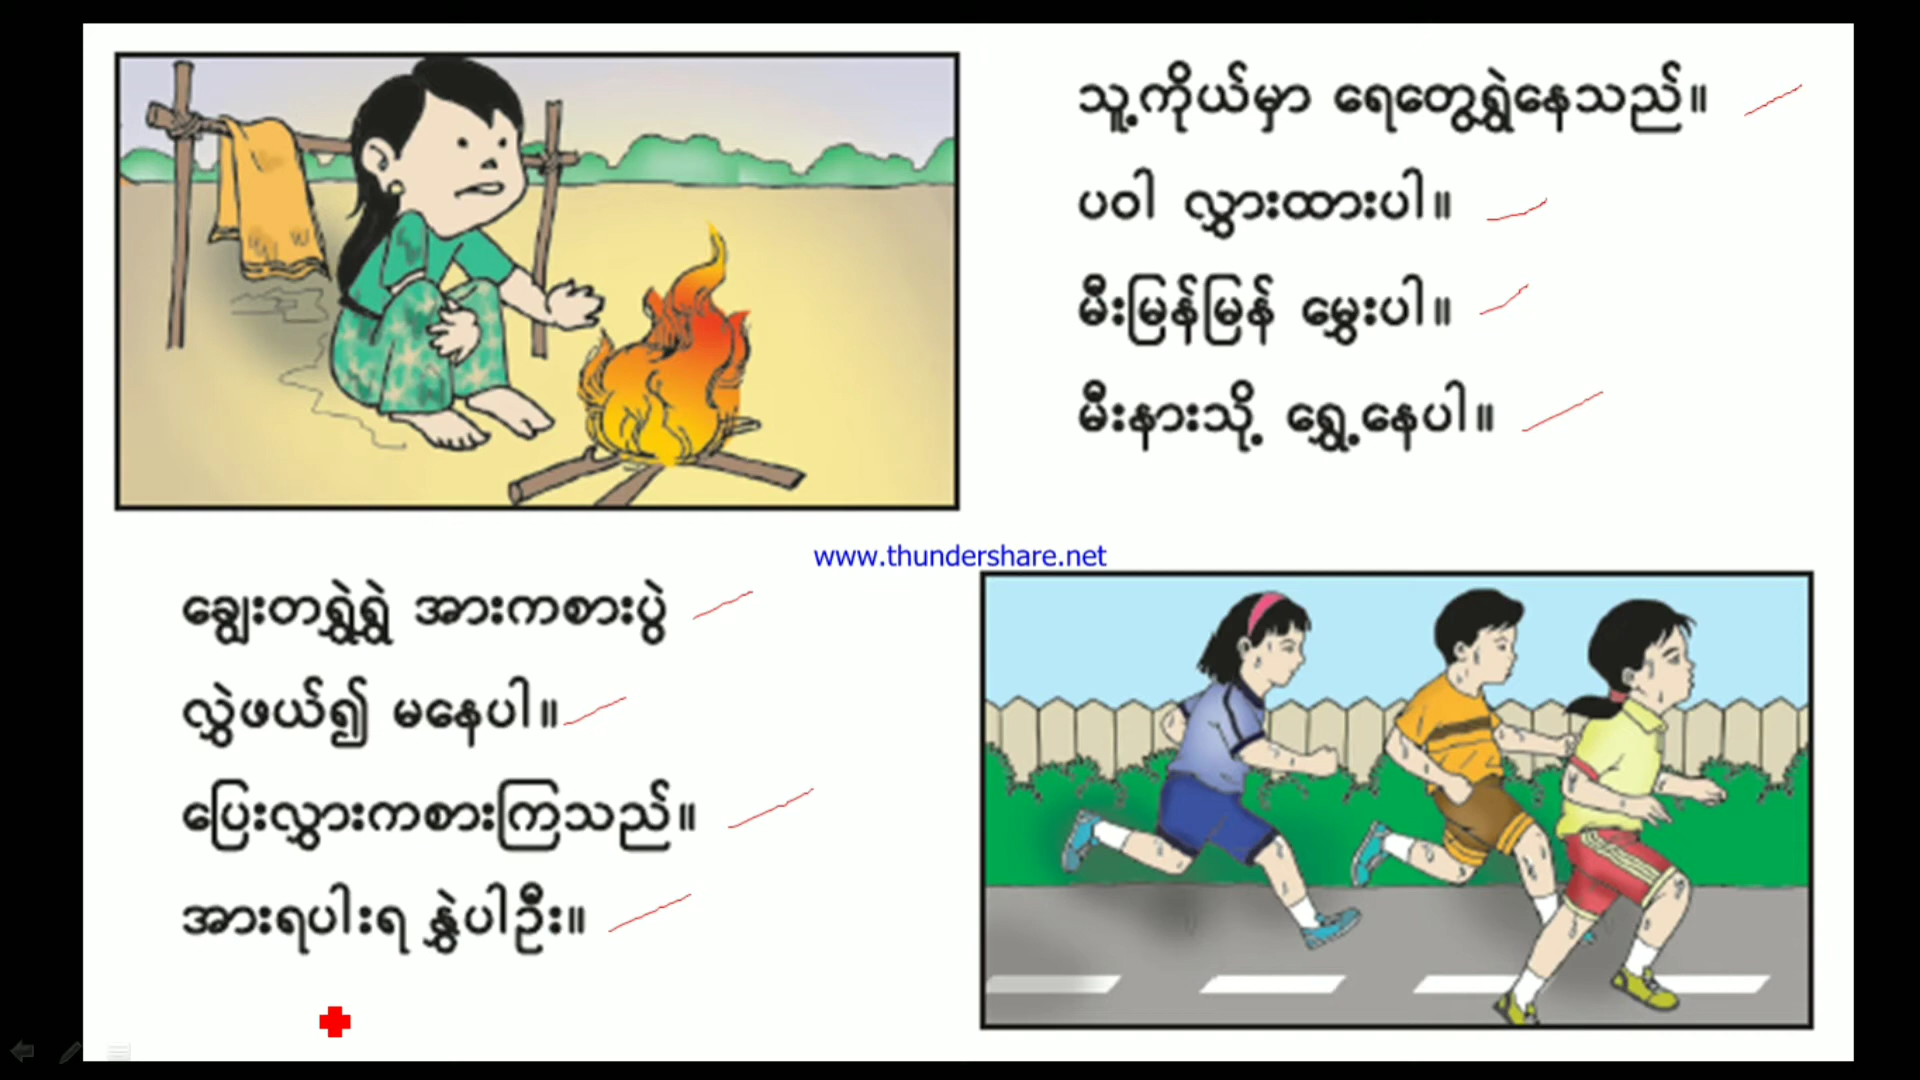 သူ့ကိုယ်မှာ ရေတွေရွှဲနေသည်။
ပဝါ လွှားထားပါ။
မီးမြန်မြန် မွှေးပါ။
မီးနားသို့ ရွှေ့နေပါ။
www.thundershare.net
ချွေးတရွှဲရွှဲ အားကစားပွဲ
လွှဲဖယ်၍ မနေပါ။
ပြေးလွှားကစားကြသည်။
အားရပါးရ နွှဲပါဦး။